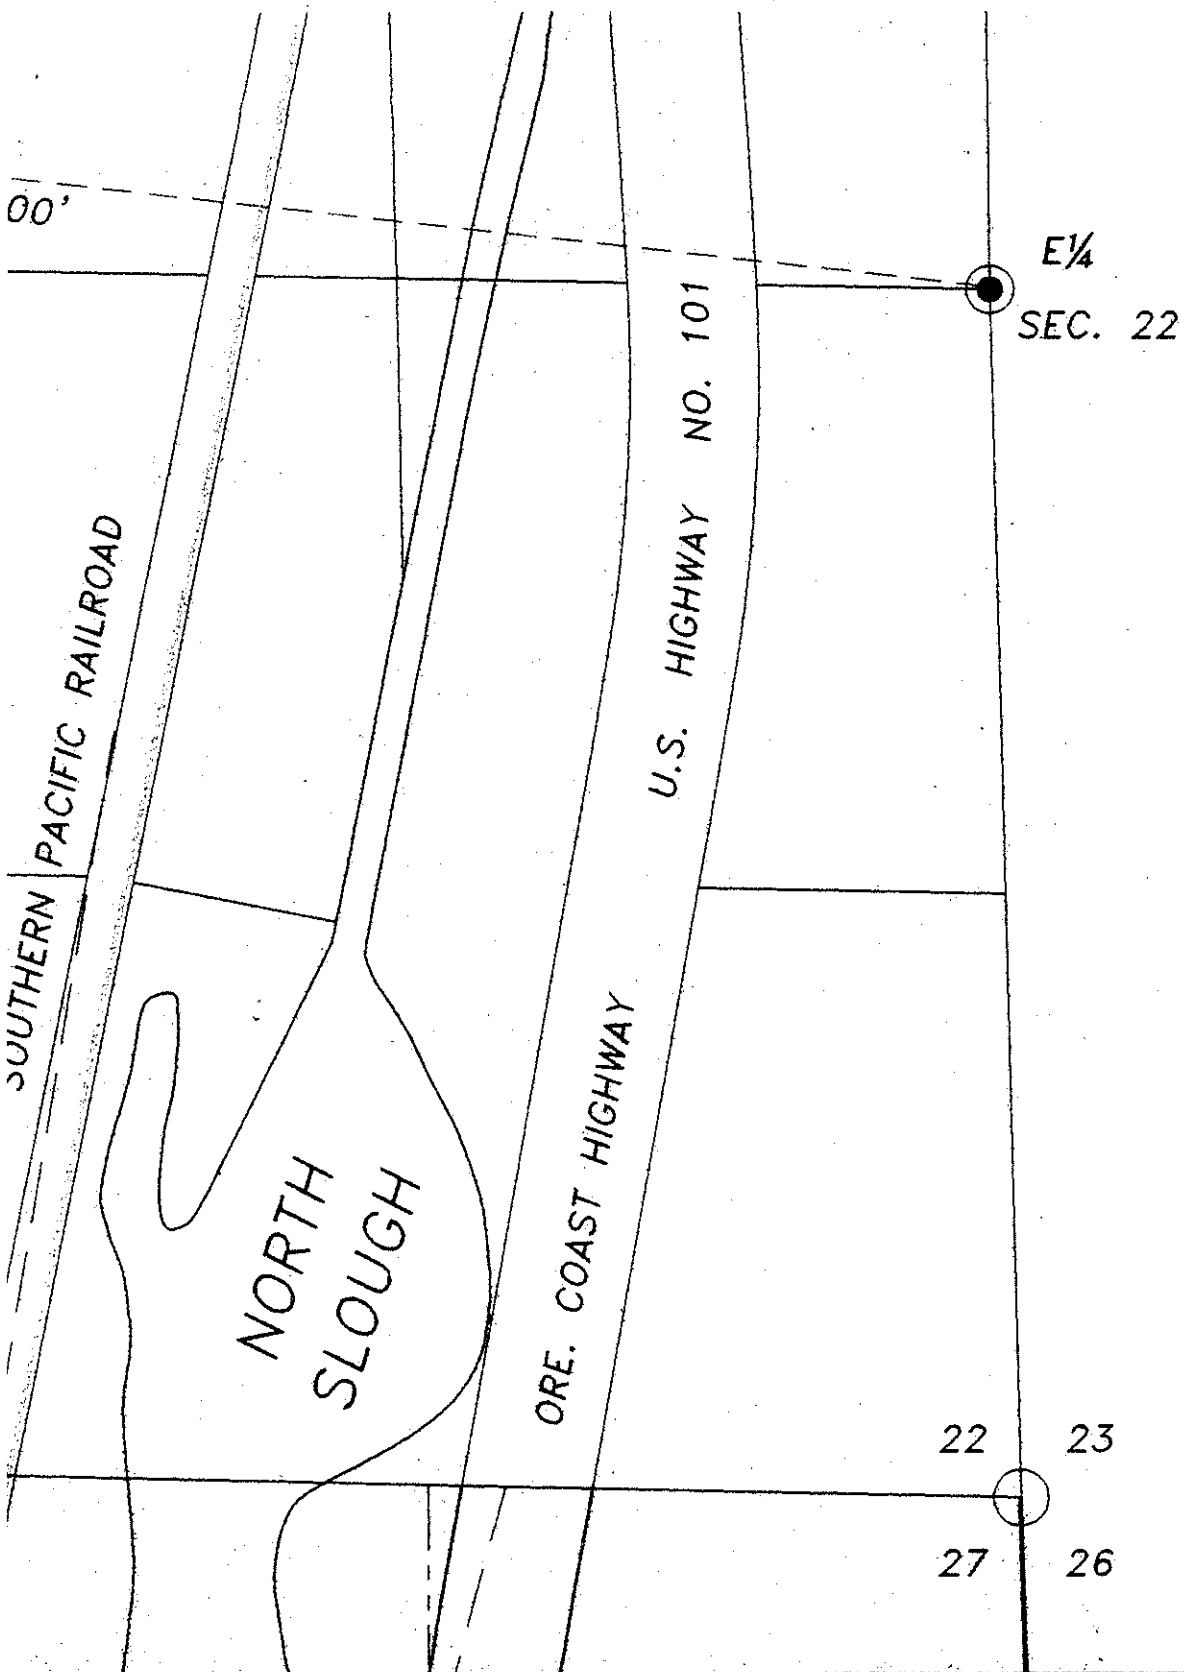 00'
E¼
SEC. 22
U.S. HIGHWAY NO. 101
SOUTHERN PACIFIC RAILROAD
ORE. COAST HIGHWAY
NORTH
SLOUGH
22 23
27 26